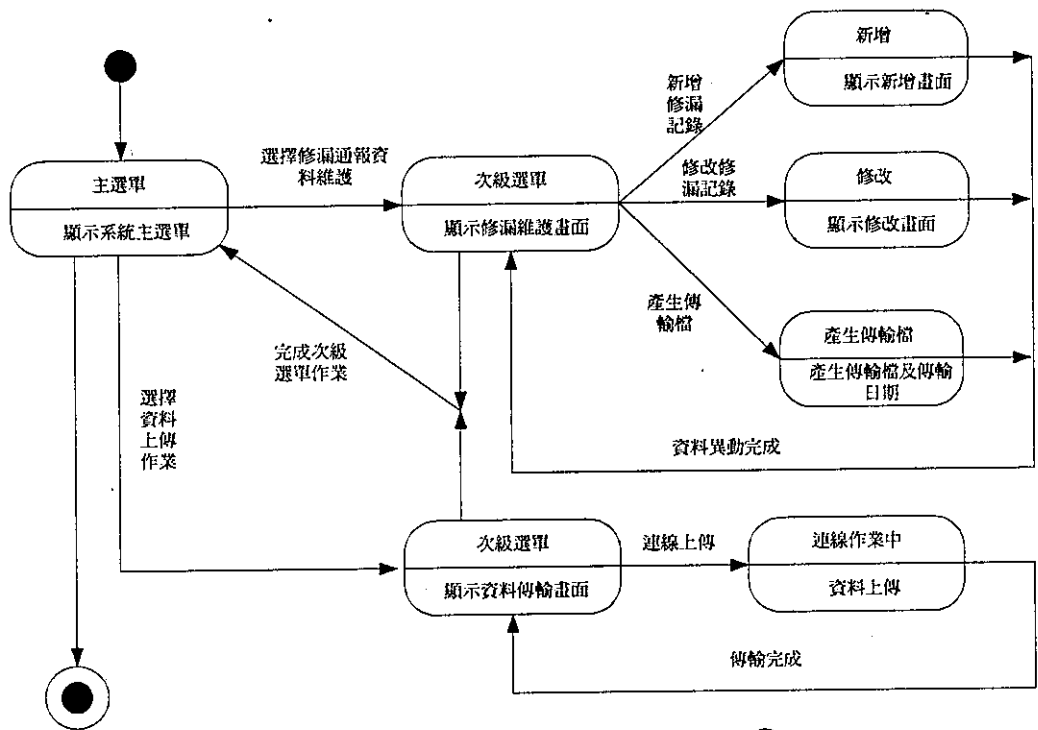 新增
顯示新增畫面
新增
修漏
記錄
選擇修漏通報資
料維護
主選單
顯示系統主選單
次級選單
顯示修漏維護畫面
修改修
漏記錄
修改
顯示修改畫面
產生傳
輸檔
產生傳輸檔
產生傳輸檔及傳輸
日期
完成次級
選單作業
選擇
資料
上傳
作業
資料異動完成
次級選單
顯示資料傳輸畫面
連線上傳
連線作業中
資料上傳
傳輸完成